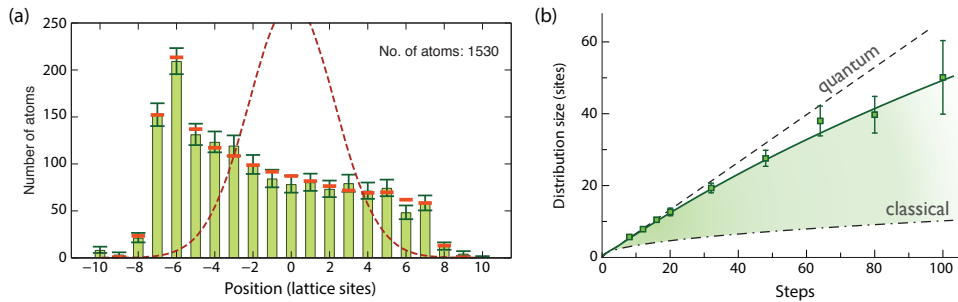 (a)
250
200
150
100
50
0
Number of atoms
No. of atoms: 1530
−10 −8 −6 −4 −2 0 2 4 6 8 10
Position (lattice sites)
(b)
60
40
20
0
Distribution size (sites)
quantum
classical
0 20 40 60 80 100
Steps